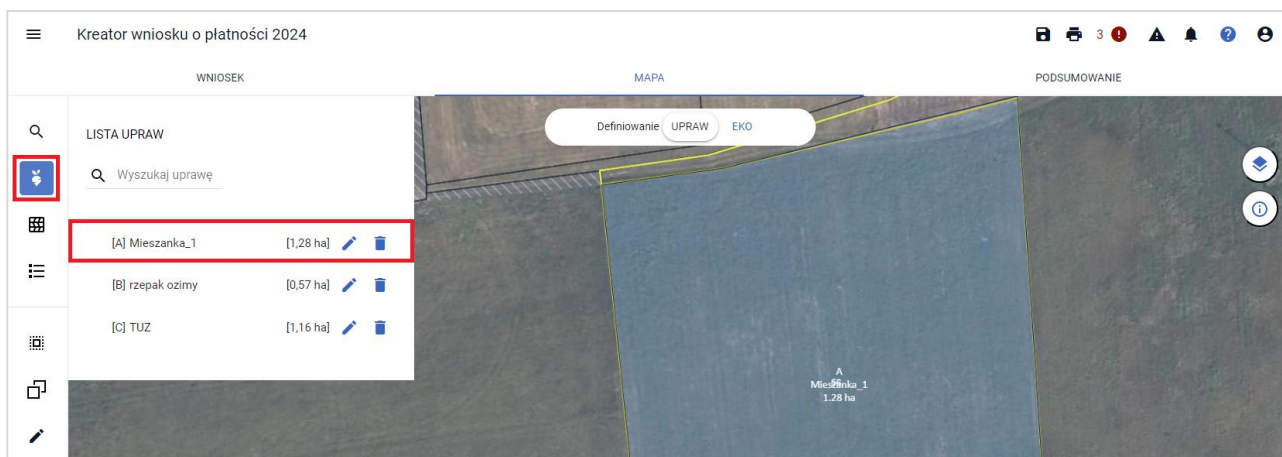 Kreator wniosku o płatności 2024
3
WNIOSEK
MAPA
PODSUMOWANIE
LISTA UPRAW
Wyszukaj uprawę
[A] Mieszanka_1 [1,28 ha]
[B] rzepak ozimy [0,57 ha]
[C] TUZ [1,16 ha]
Definiowanie UPRAW EKO
A
Mieszanka_1
1.28 ha